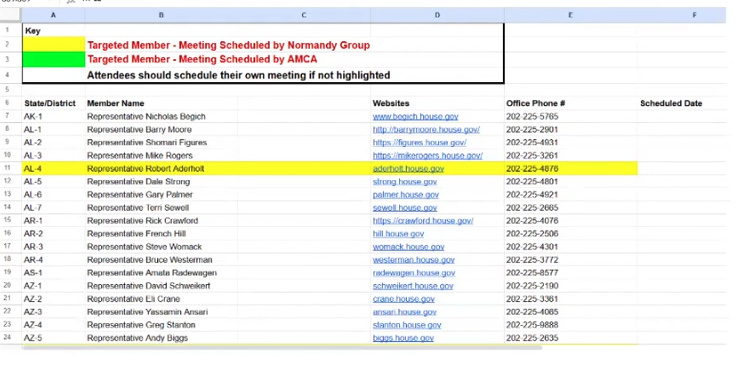 A B C D E F
1 Key
2 Targeted Member - Meeting Scheduled by Normandy Group
3 Targeted Member - Meeting Scheduled by AMCA
4 Attendees should schedule their own meeting if not highlighted
5
6 State/District Member Name Websites Office Phone # Scheduled Date
7 AK-1 Representative Nicholas Begich www.begich.house.gov 202-225-5765
8 AL-1 Representative Barry Moore http://barrymoore.house.gov/ 202-225-2901
9 AL-2 Representative Shomari Figures https://figures.house.gov/ 202-225-4931
10 AL-3 Representative Mike Rogers https://mikerogers.house.gov/ 202-225-3261
11 AL-4 Representative Robert Aderholt aderholt.house.gov 202-225-4876
12 AL-5 Representative Dale Strong strong.house.gov 202-225-4801
13 AL-6 Representative Gary Palmer palmer.house.gov 202-225-4921
14 AL-7 Representative Terri Sewell sewell.house.gov 202-225-2665
15 AR-1 Representative Rick Crawford https://crawford.house.gov/ 202-225-4076
16 AR-2 Representative French Hill hill.house.gov 202-225-2506
17 AR-3 Representative Steve Womack womack.house.gov 202-225-4301
18 AR-4 Representative Bruce Westerman westerman.house.gov 202-225-3772
19 AS-1 Representative Amata Radewagen radewagen.house.gov 202-225-8577
20 AZ-1 Representative David Schweikert schweikert.house.gov 202-225-2190
21 AZ-2 Representative Eli Crane crane.house.gov 202-225-3361
22 AZ-3 Representative Yassamin Ansari ansari.house.gov 202-225-4065
23 AZ-4 Representative Greg Stanton stanton.house.gov 202-225-9888
24 AZ-5 Representative Andy Biggs biggs.house.gov 202-225-2635